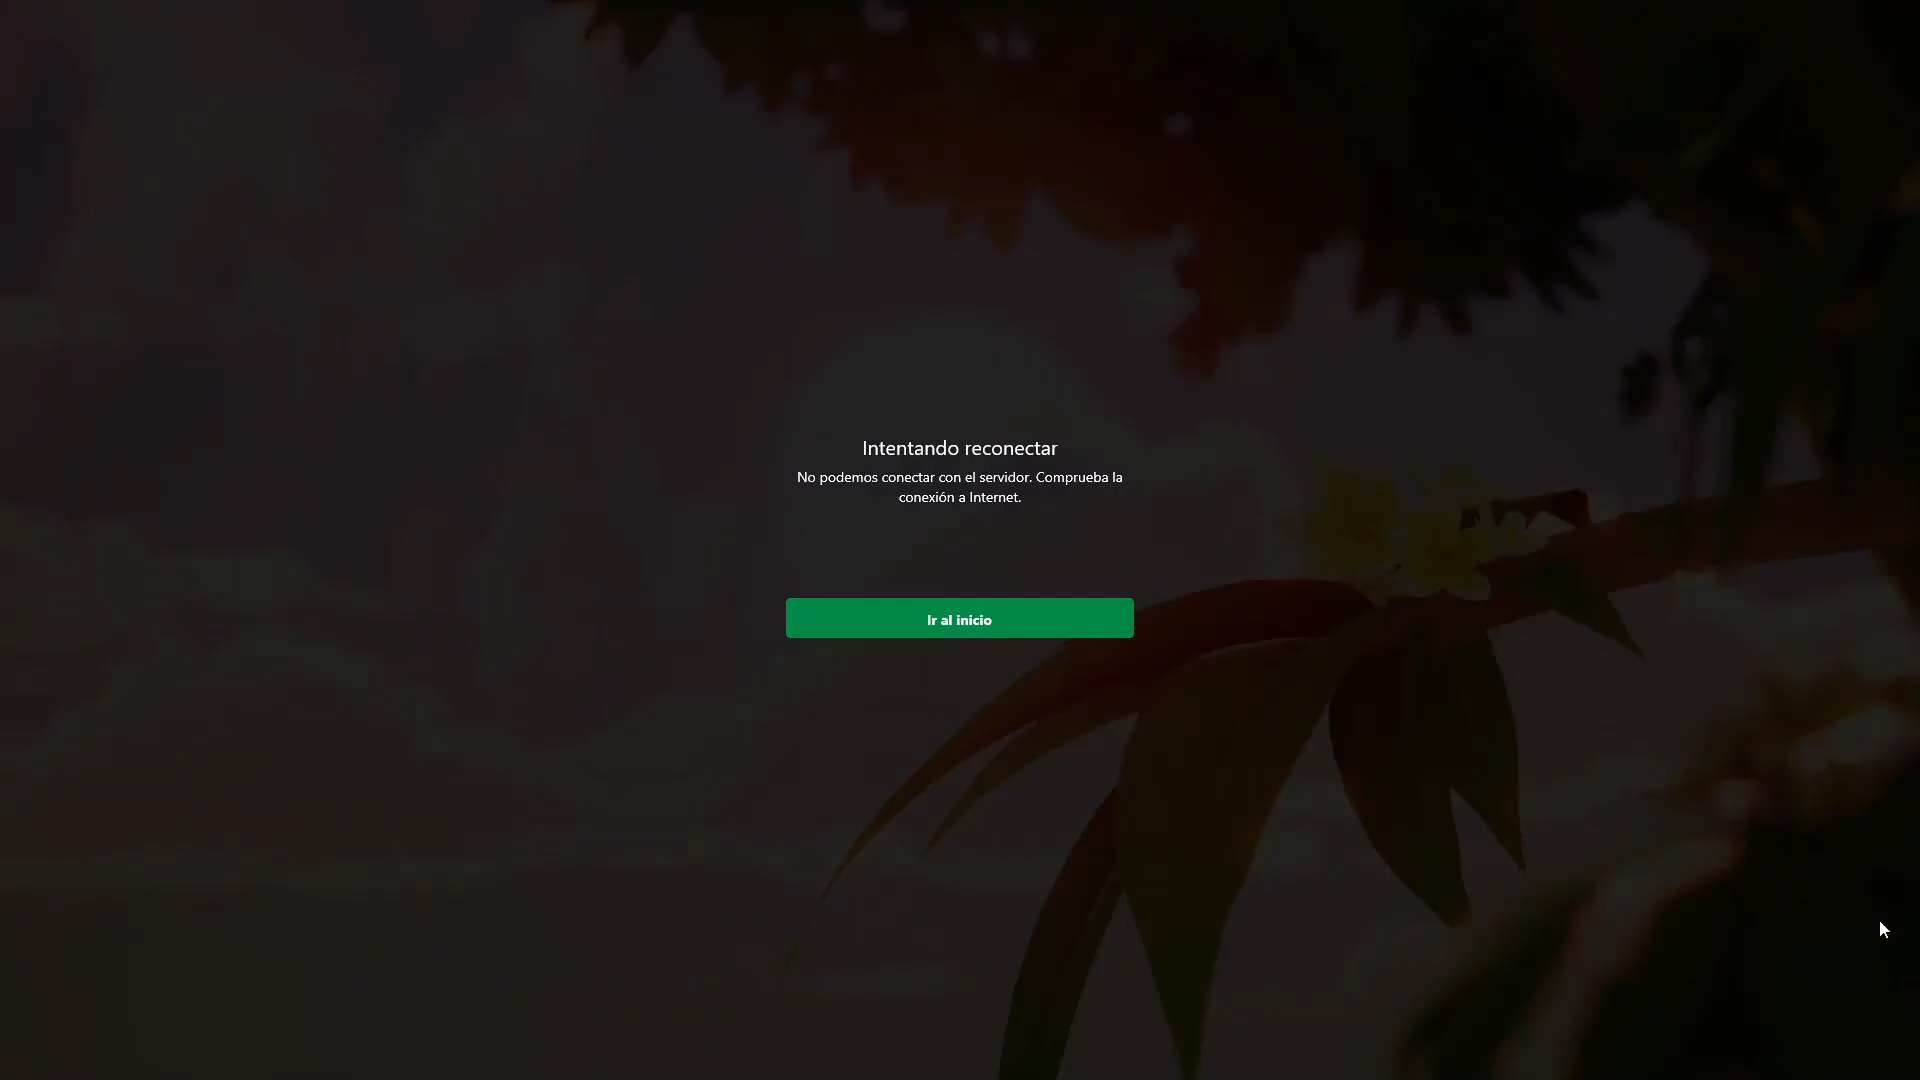 Intentando reconectar
No podemos conectar con el servidor. Comprueba la
conexión a Internet.
Ir al inicio